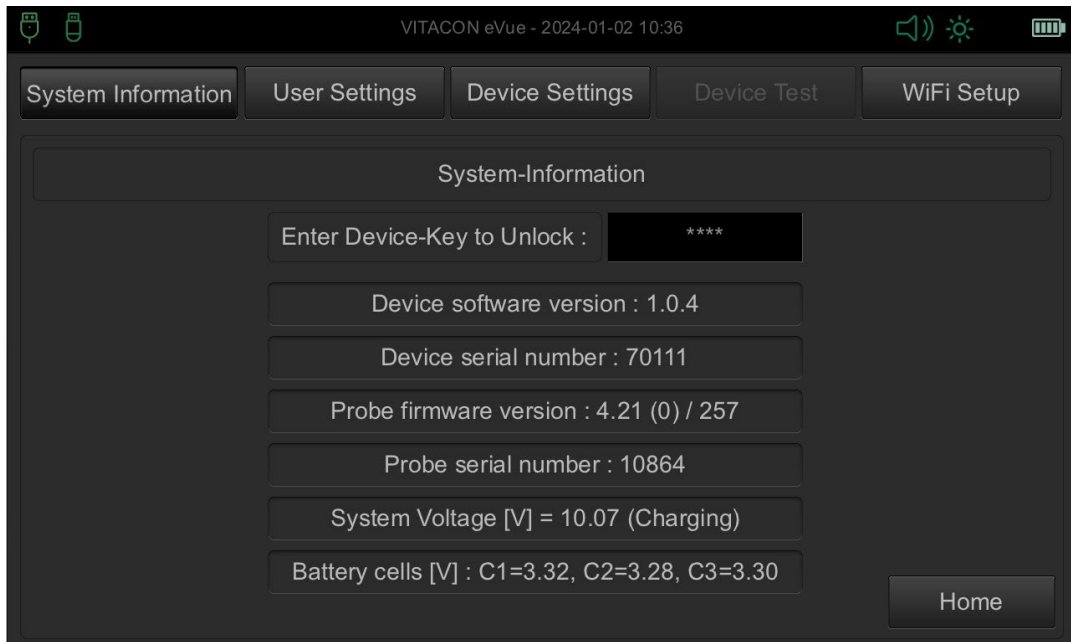 VITACON eVue - 2024-01-02 10:36
System Information
User Settings
Device Settings
Device Test
WiFi Setup
System-Information
Enter Device-Key to Unlock :
****
Device software version : 1.0.4
Device serial number : 70111
Probe firmware version : 4.21 (0) / 257
Probe serial number : 10864
System Voltage [V] = 10.07 (Charging)
Battery cells [V] : C1=3.32, C2=3.28, C3=3.30
Home